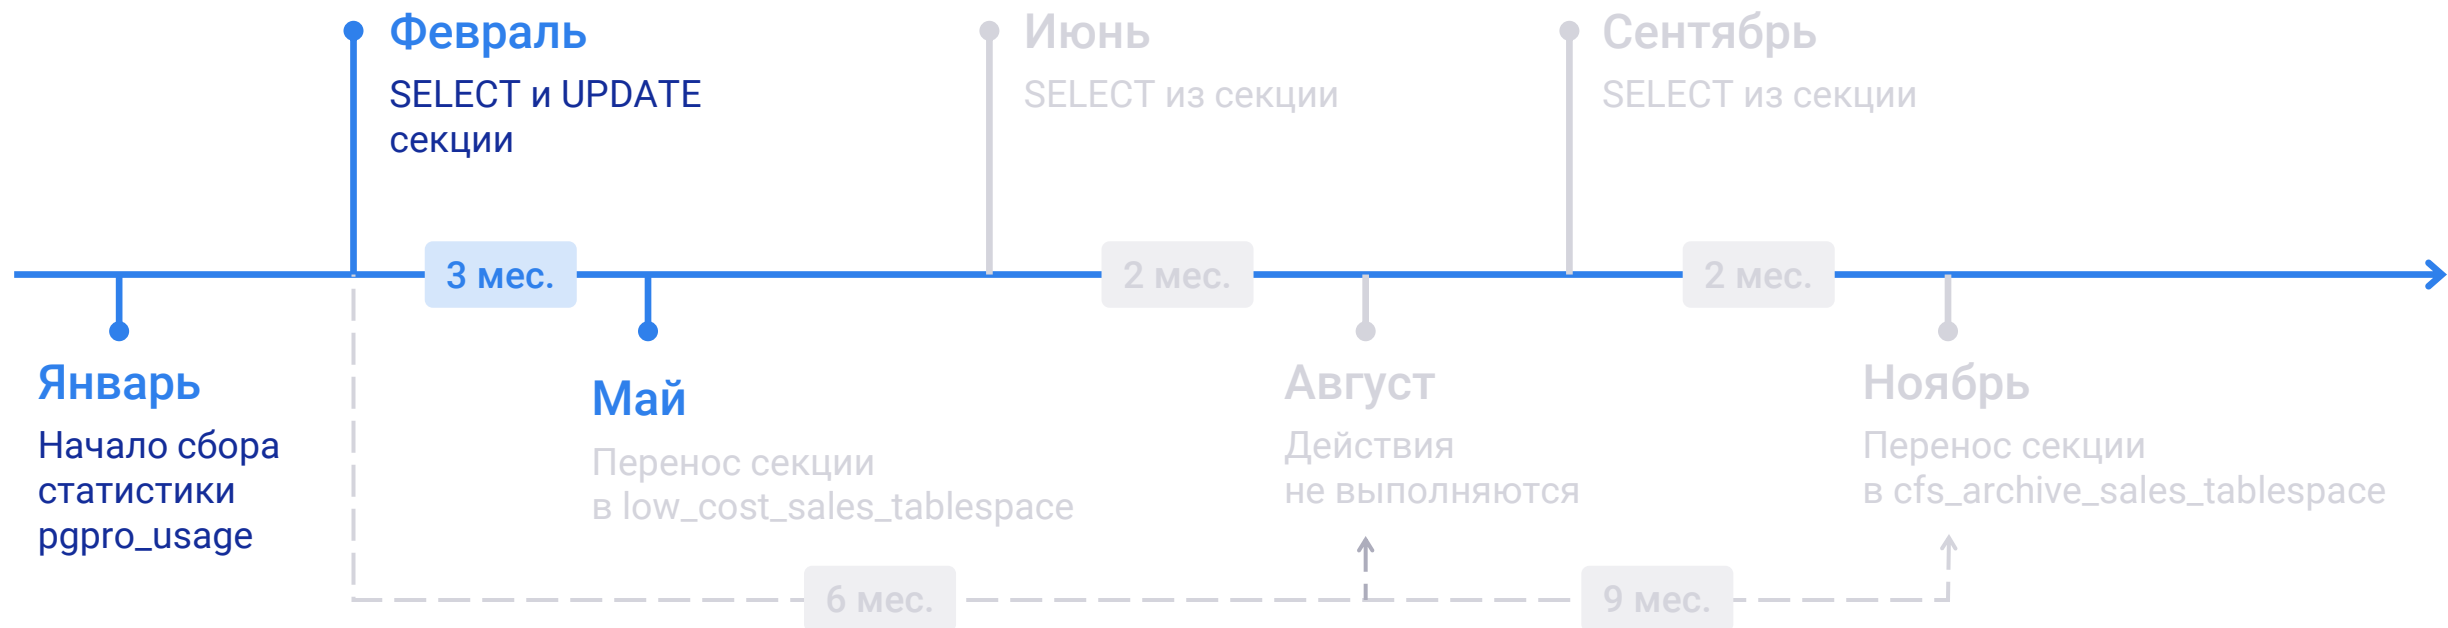 Февраль
SELECT и UPDATE
секции
Июнь
SELECT из секции
Сентябрь
SELECT из секции
3 мес.
2 мес.
2 мес.
Январь
Начало сбора
статистики
pgpro_usage
Май
Перенос секции
в low_cost_sales_tablespace
Август
Действия
не выполняются
Ноябрь
Перенос секции
в cfs_archive_sales_tablespace
6 мес.
9 мес.